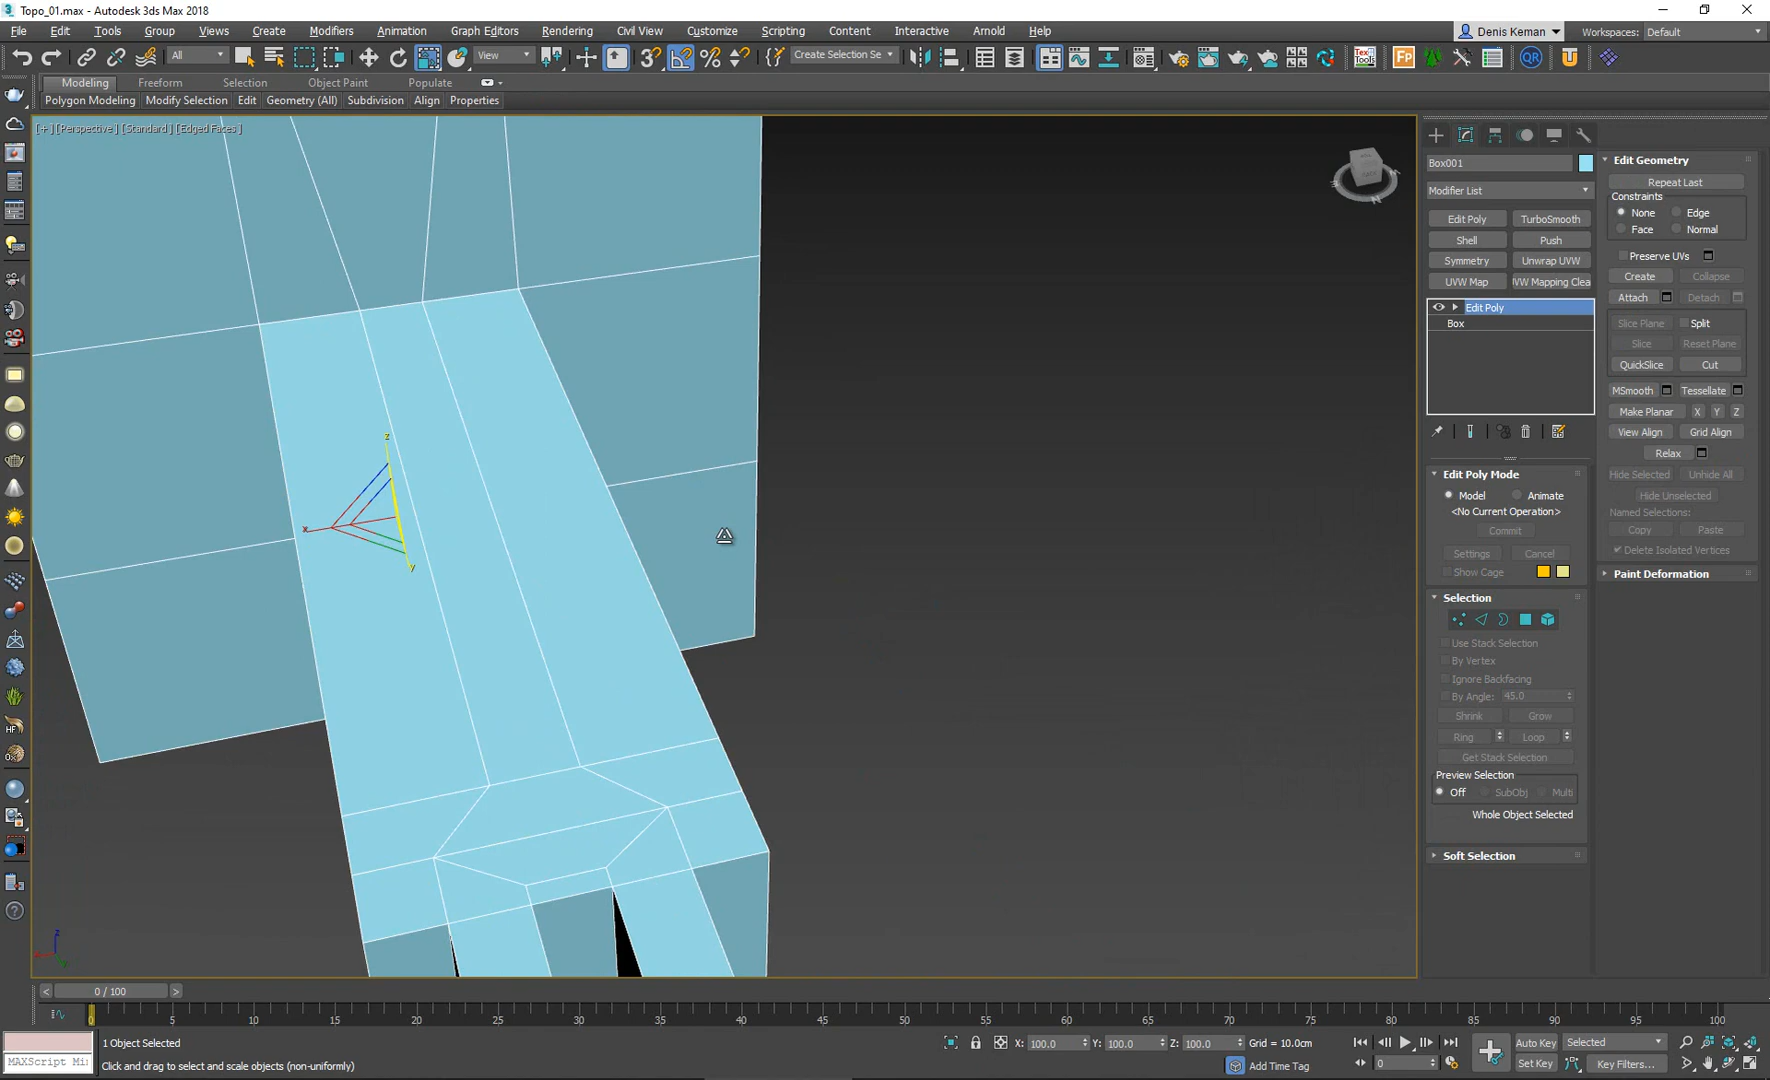 Topo_01.max - Autodesk 3ds Max 2018
File Edit Tools Group Views Create Modifiers Animation Graph Editors Rendering Civil View Customize Scripting Content Interactive Arnold Help
Denis Keman Workspaces: Default
All View Create Selection Se
Modeling Freeform Selection Object Paint Populate
Polygon Modeling Modify Selection Edit Geometry (All) Subdivision Align Properties
[+] [Perspective] [Standard] [Edged Faces]
z
x
y
Box001
Modifier List
Edit Poly TurboSmooth
Shell Push
Symmetry Unwrap UVW
UVW Map VW Mapping Clea
Edit Poly
Box
Edit Poly Mode
Model Animate
<No Current Operation>
Commit
Settings Cancel
Show Cage
Selection
Use Stack Selection
By Vertex
Ignore Backfacing
By Angle: 45.0
Shrink Grow
Ring Loop
Get Stack Selection
Preview Selection
Off SubObj Multi
Whole Object Selected
Soft Selection
Edit Geometry
Repeat Last
Constraints
None Edge
Face Normal
Preserve UVs
Create Collapse
Attach Detach
Slice Plane Split
Slice Reset Plane
QuickSlice Cut
MSmooth Tessellate
Make Planar X Y Z
View Align Grid Align
Relax
Hide Selected Unhide All
Hide Unselected
Named Selections:
Copy Paste
Delete Isolated Vertices
Paint Deformation
< 0 / 100 >
0 5 10 15 20 25 30 35 40 45 50 55 60 65 70 75 80 85 90 95 100
1 Object Selected
MAXScript Mi
Click and drag to select and scale objects (non-uniformly)
X: 100.0 Y: 100.0 Z: 100.0 Grid = 10.0cm
Add Time Tag
0
Auto Key Selected
Set Key Key Filters...